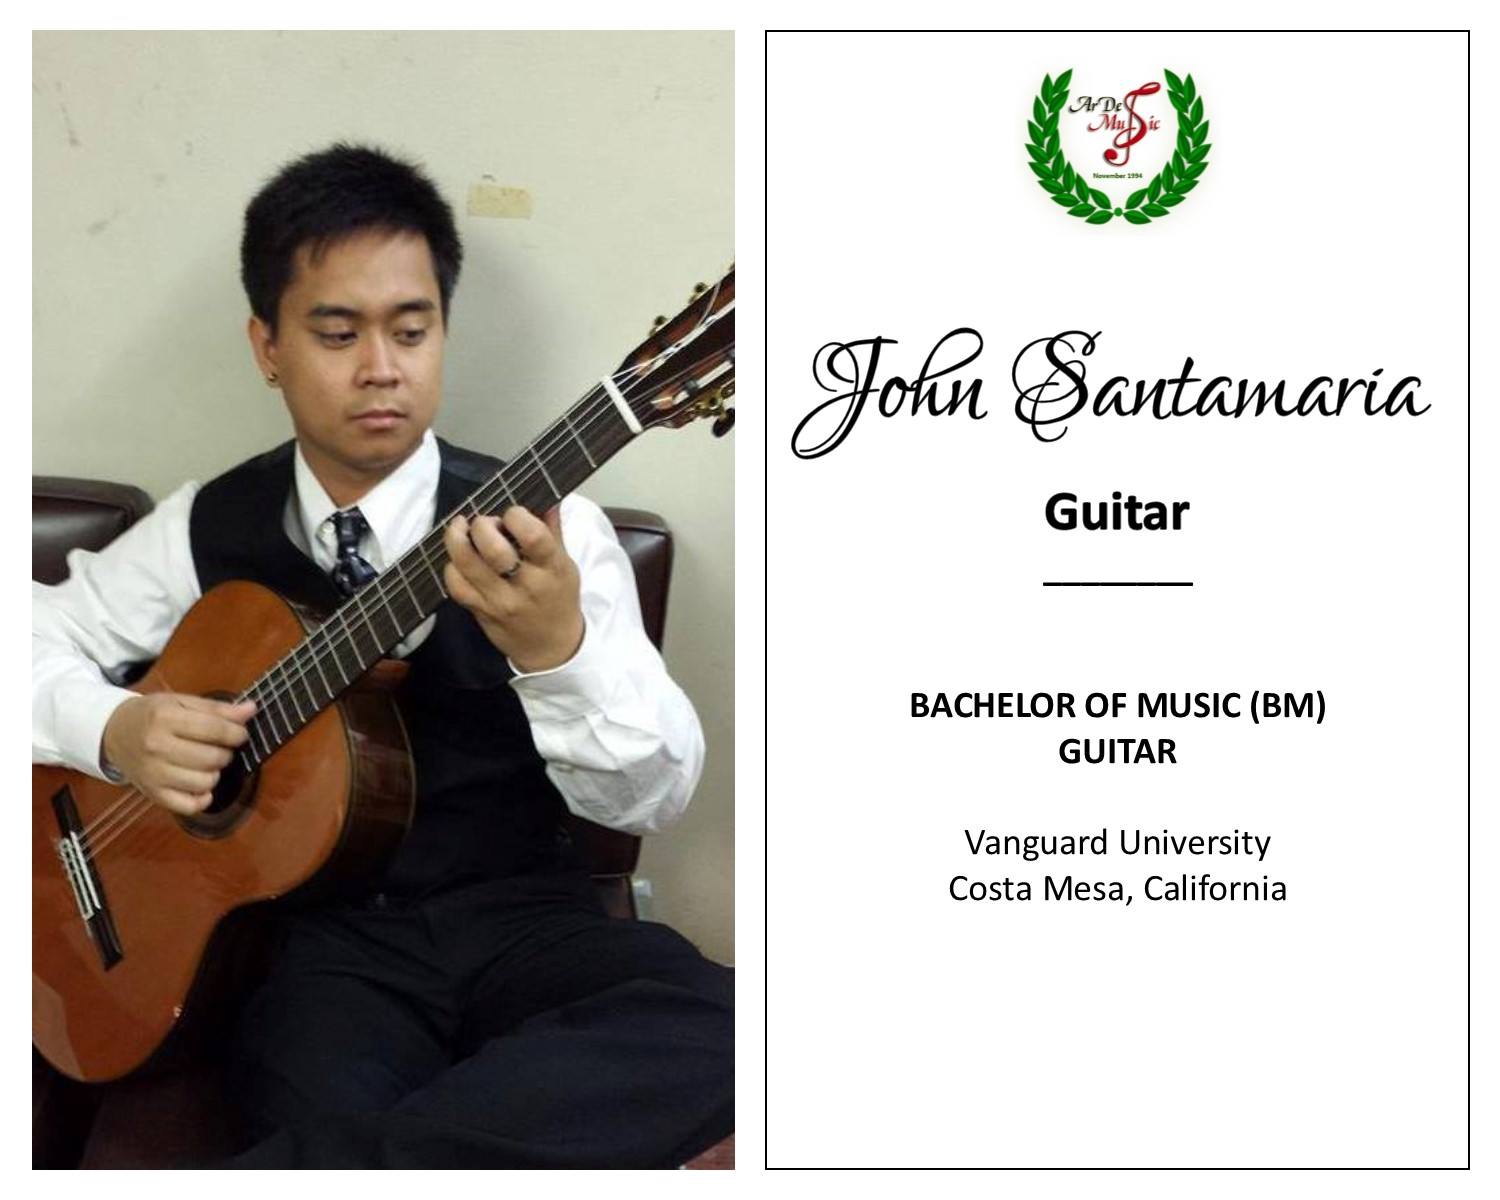 ArDe
Music
November 1994
John Santamaria
Guitar
BACHELOR OF MUSIC (BM)
GUITAR
Vanguard University
Costa Mesa, California